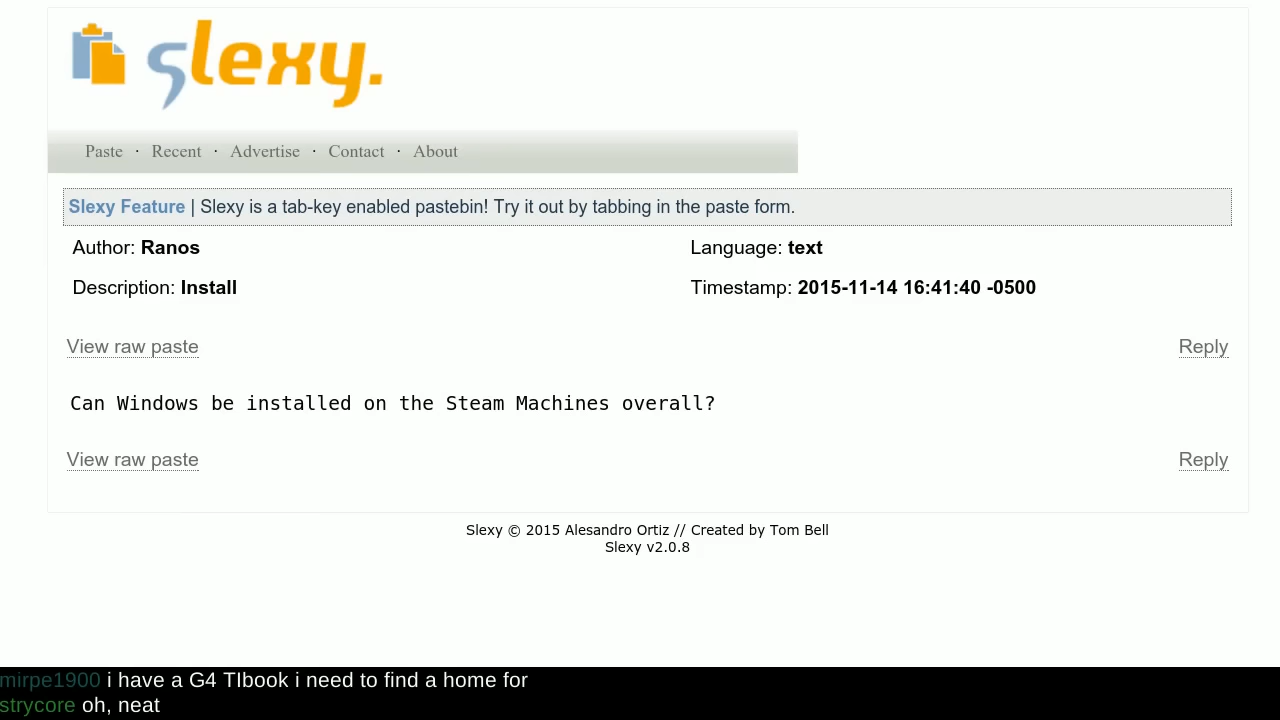 slexy.
Paste · Recent · Advertise · Contact · About
Slexy Feature | Slexy is a tab-key enabled pastebin! Try it out by tabbing in the paste form.
Author: Ranos Language: text
Description: Install Timestamp: 2015-11-14 16:41:40 -0500
View raw paste Reply
Can Windows be installed on the Steam Machines overall?
View raw paste Reply
Slexy © 2015 Alesandro Ortiz // Created by Tom Bell
Slexy v2.0.8
mirpe1900 i have a G4 TIbook i need to find a home for
strycore oh, neat